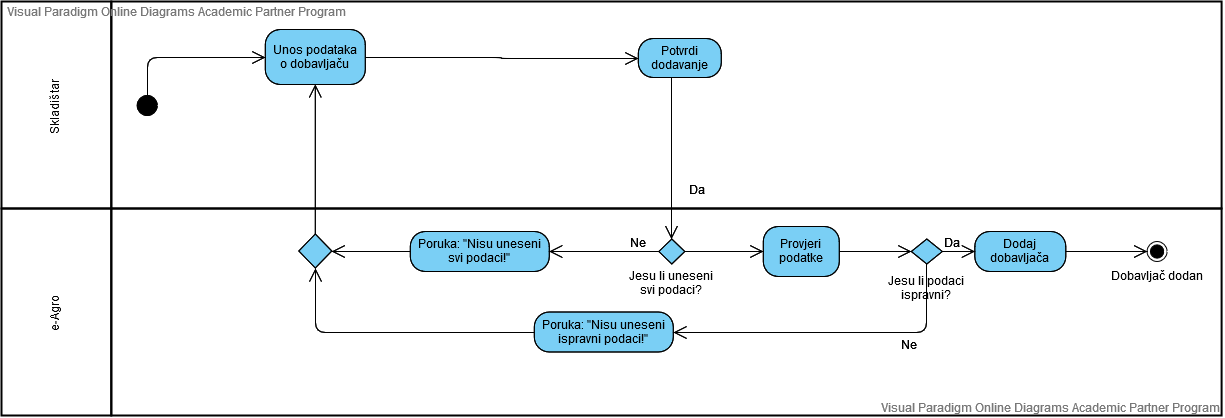 Visual Paradigm Online Diagrams Academic Partner Program
Skladištar
Unos podataka
o dobavljaču
Potvrdi
dodavanje
Da
e-Agro
Poruka: "Nisu uneseni
svi podaci!"
Ne
Jesu li uneseni
svi podaci?
Provjeri
podatke
Da
Jesu li podaci
ispravni?
Dodaj
dobavljača
Dobavljač dodan
Poruka: "Nisu uneseni
ispravni podaci!"
Ne
Visual Paradigm Online Diagrams Academic Partner Program